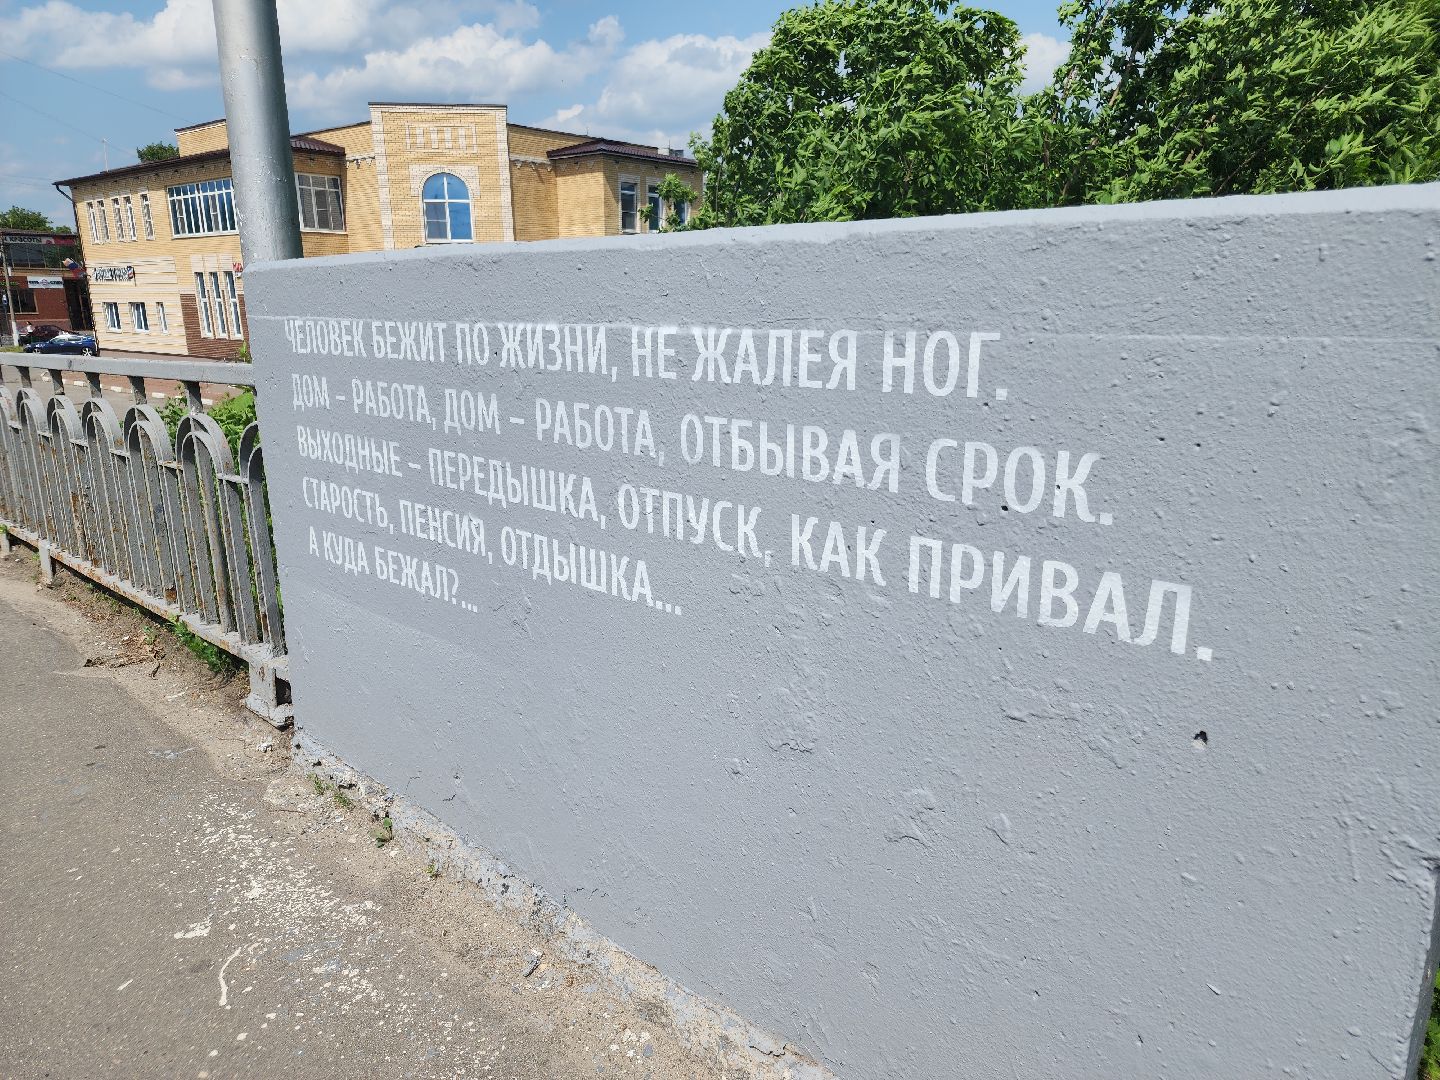 ЧЕЛОВЕК БЕЖИТ ПО ЖИЗНИ, НЕ ЖАЛЕЯ НОГ.
ДОМ – РАБОТА, ДОМ – РАБОТА, ОТБЫВАЯ СРОК.
ВЫХОДНЫЕ – ПЕРЕДЫШКА, ОТПУСК, КАК ПРИВАЛ.
СТАРОСТЬ, ПЕНСИЯ, ОТДЫШКА...
А КУДА БЕЖАЛ?...